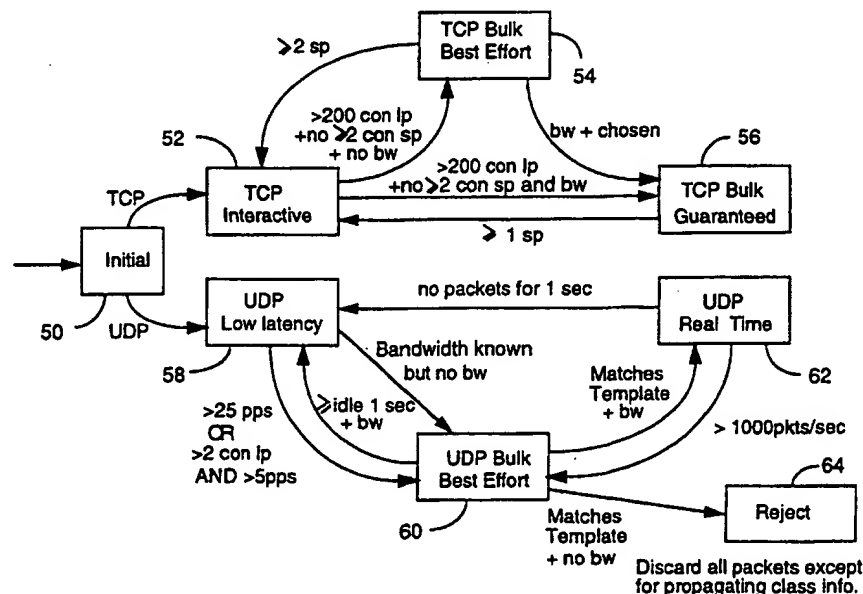 TCP Bulk
Best Effort
54
⩾2 sp
>200 con lp
+no ⩾2 con sp
+ no bw
bw + chosen
52
56
TCP
Interactive
>200 con lp
+no⩾2 con sp and bw
TCP Bulk
Guaranteed
⩾ 1 sp
TCP
Initial
50
UDP
UDP
Low latency
58
no packets for 1 sec
UDP
Real Time
62
Bandwidth known
but no bw
⩾idle 1 sec
+ bw
Matches
Template
+ bw
>25 pps
OR
>2 con lp
AND >5pps
> 1000pkts/sec
UDP Bulk
Best Effort
60
64
Reject
Matches
Template
+ no bw
Discard all packets except
for propagating class info.